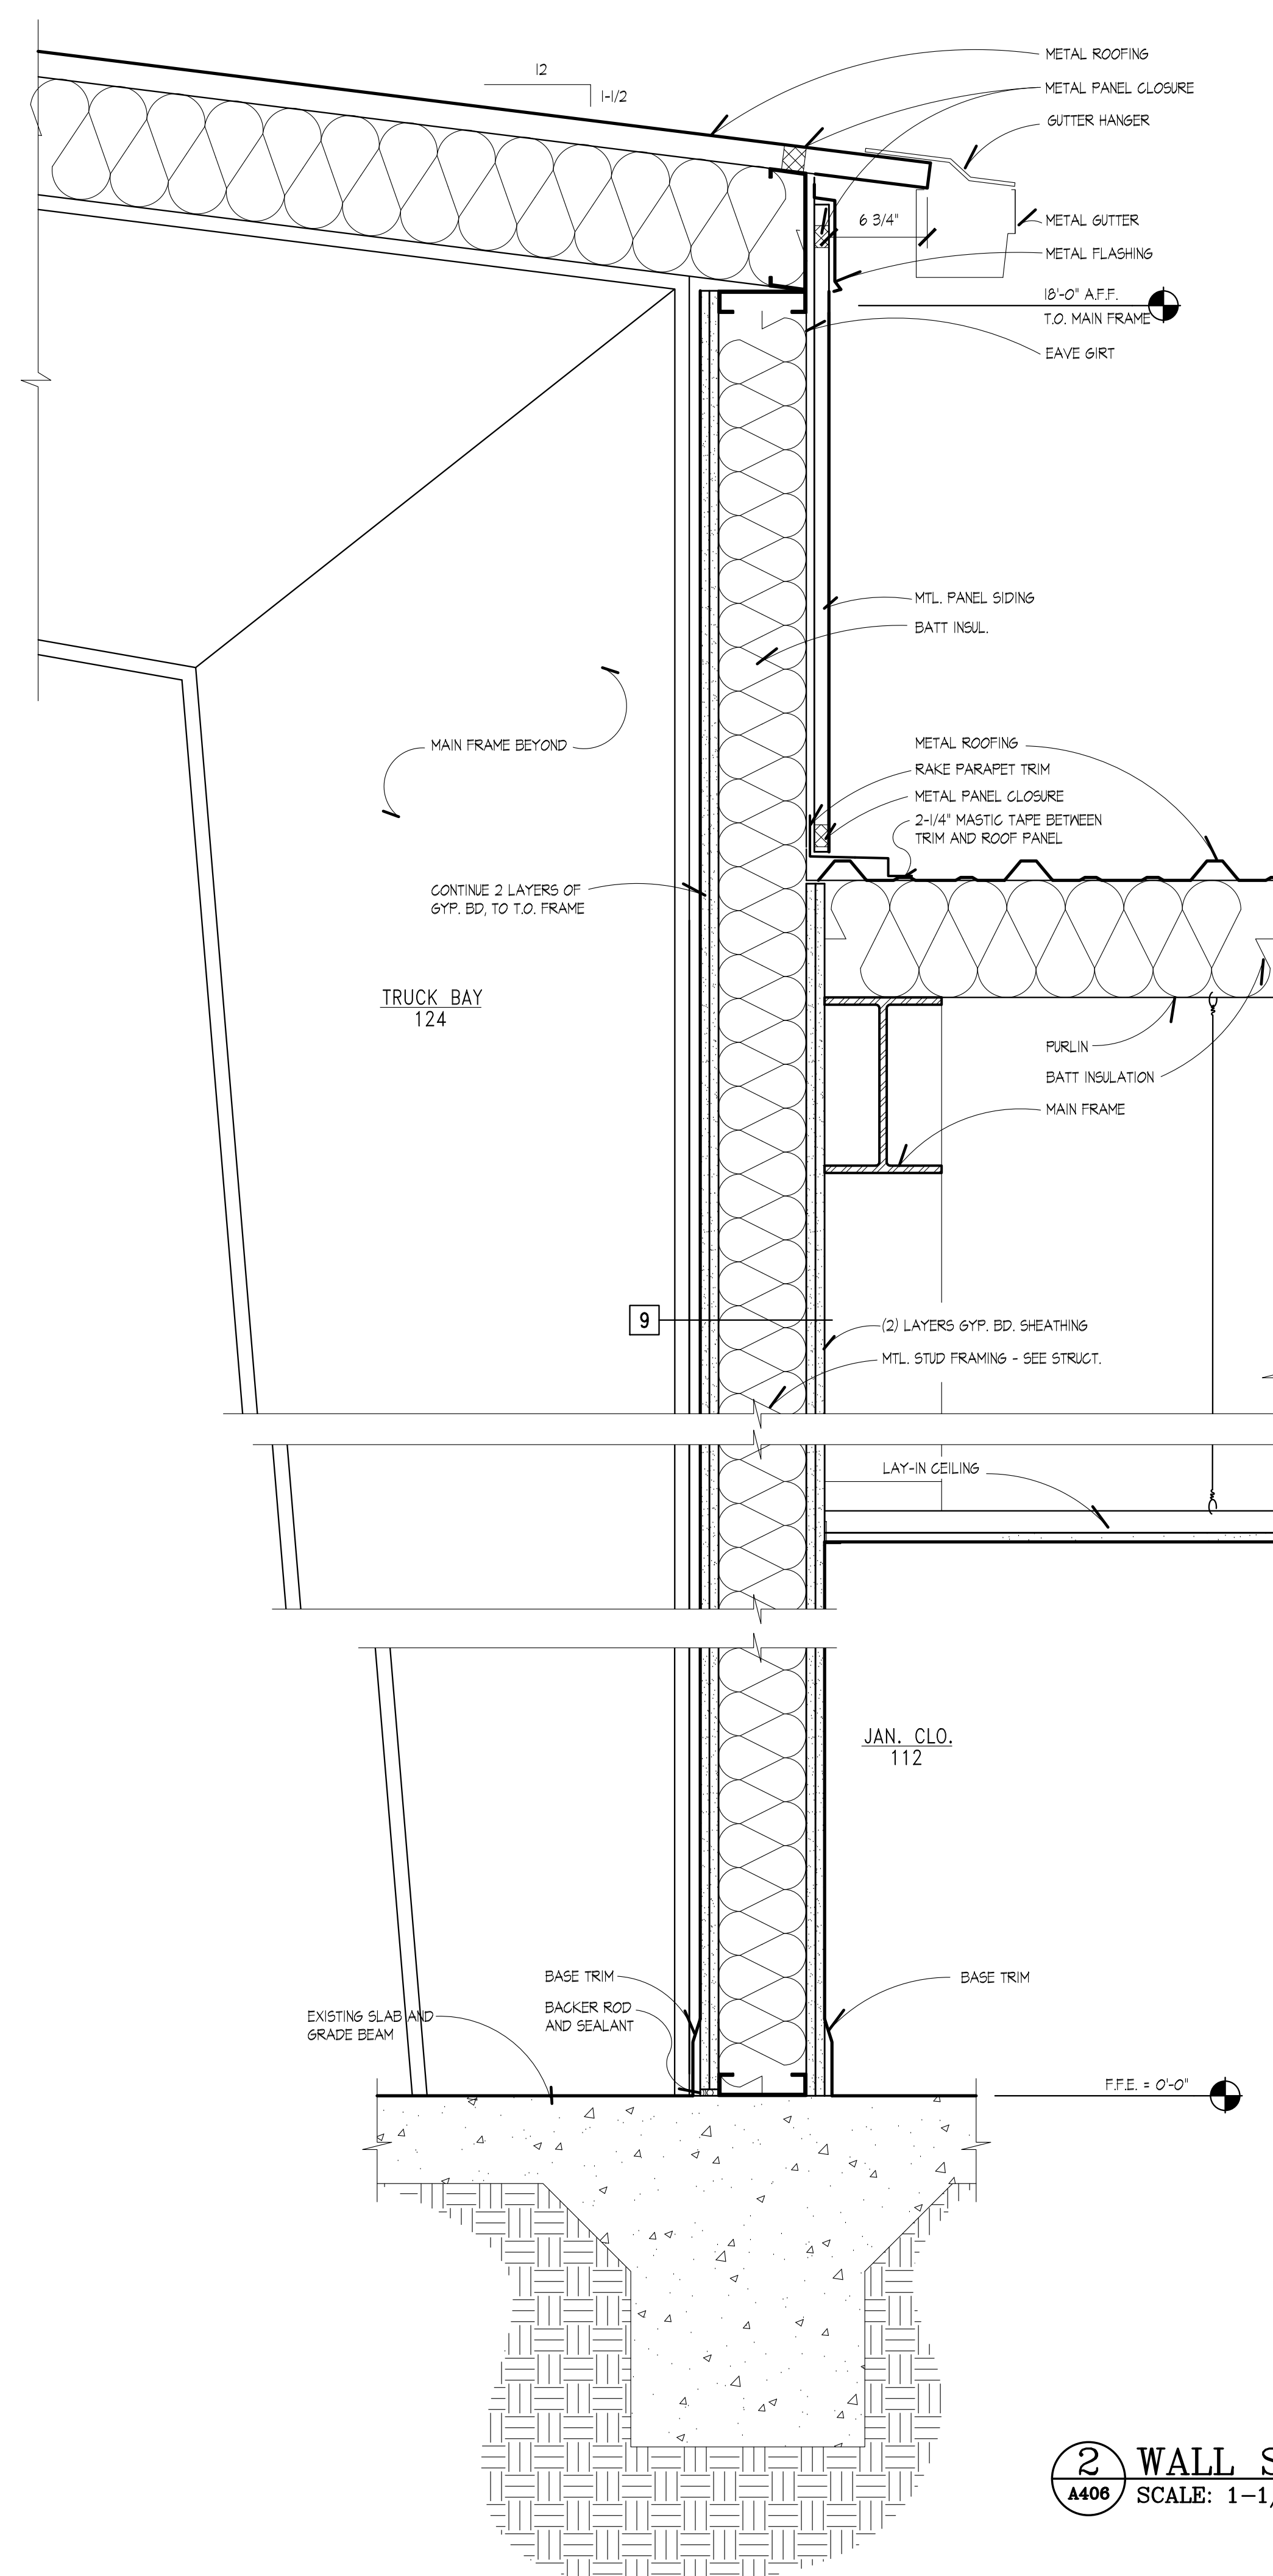 METAL ROOFING
12
1-1/2
METAL PANEL CLOSURE
GUTTER HANGER
6 3/4"
METAL GUTTER
METAL FLASHING
18'-0" A.F.F.
T.O. MAIN FRAME
EAVE GIRT
MTL. PANEL SIDING
BATT INSUL.
MAIN FRAME BEYOND
METAL ROOFING
RAKE PARAPET TRIM
METAL PANEL CLOSURE
2-1/4" MASTIC TAPE BETWEEN
TRIM AND ROOF PANEL
CONTINUE 2 LAYERS OF
GYP. BD, TO T.O. FRAME
TRUCK BAY
124
PURLIN
BATT INSULATION
MAIN FRAME
9
(2) LAYERS GYP. BD. SHEATHING
MTL. STUD FRAMING - SEE STRUCT.
LAY-IN CEILING
JAN. CLO.
112
BASE TRIM
BASE TRIM
BACKER ROD
AND SEALANT
EXISTING SLAB AND
GRADE BEAM
F.F.E. = 0'-0"
2
A406
WALL S
SCALE: 1-1/